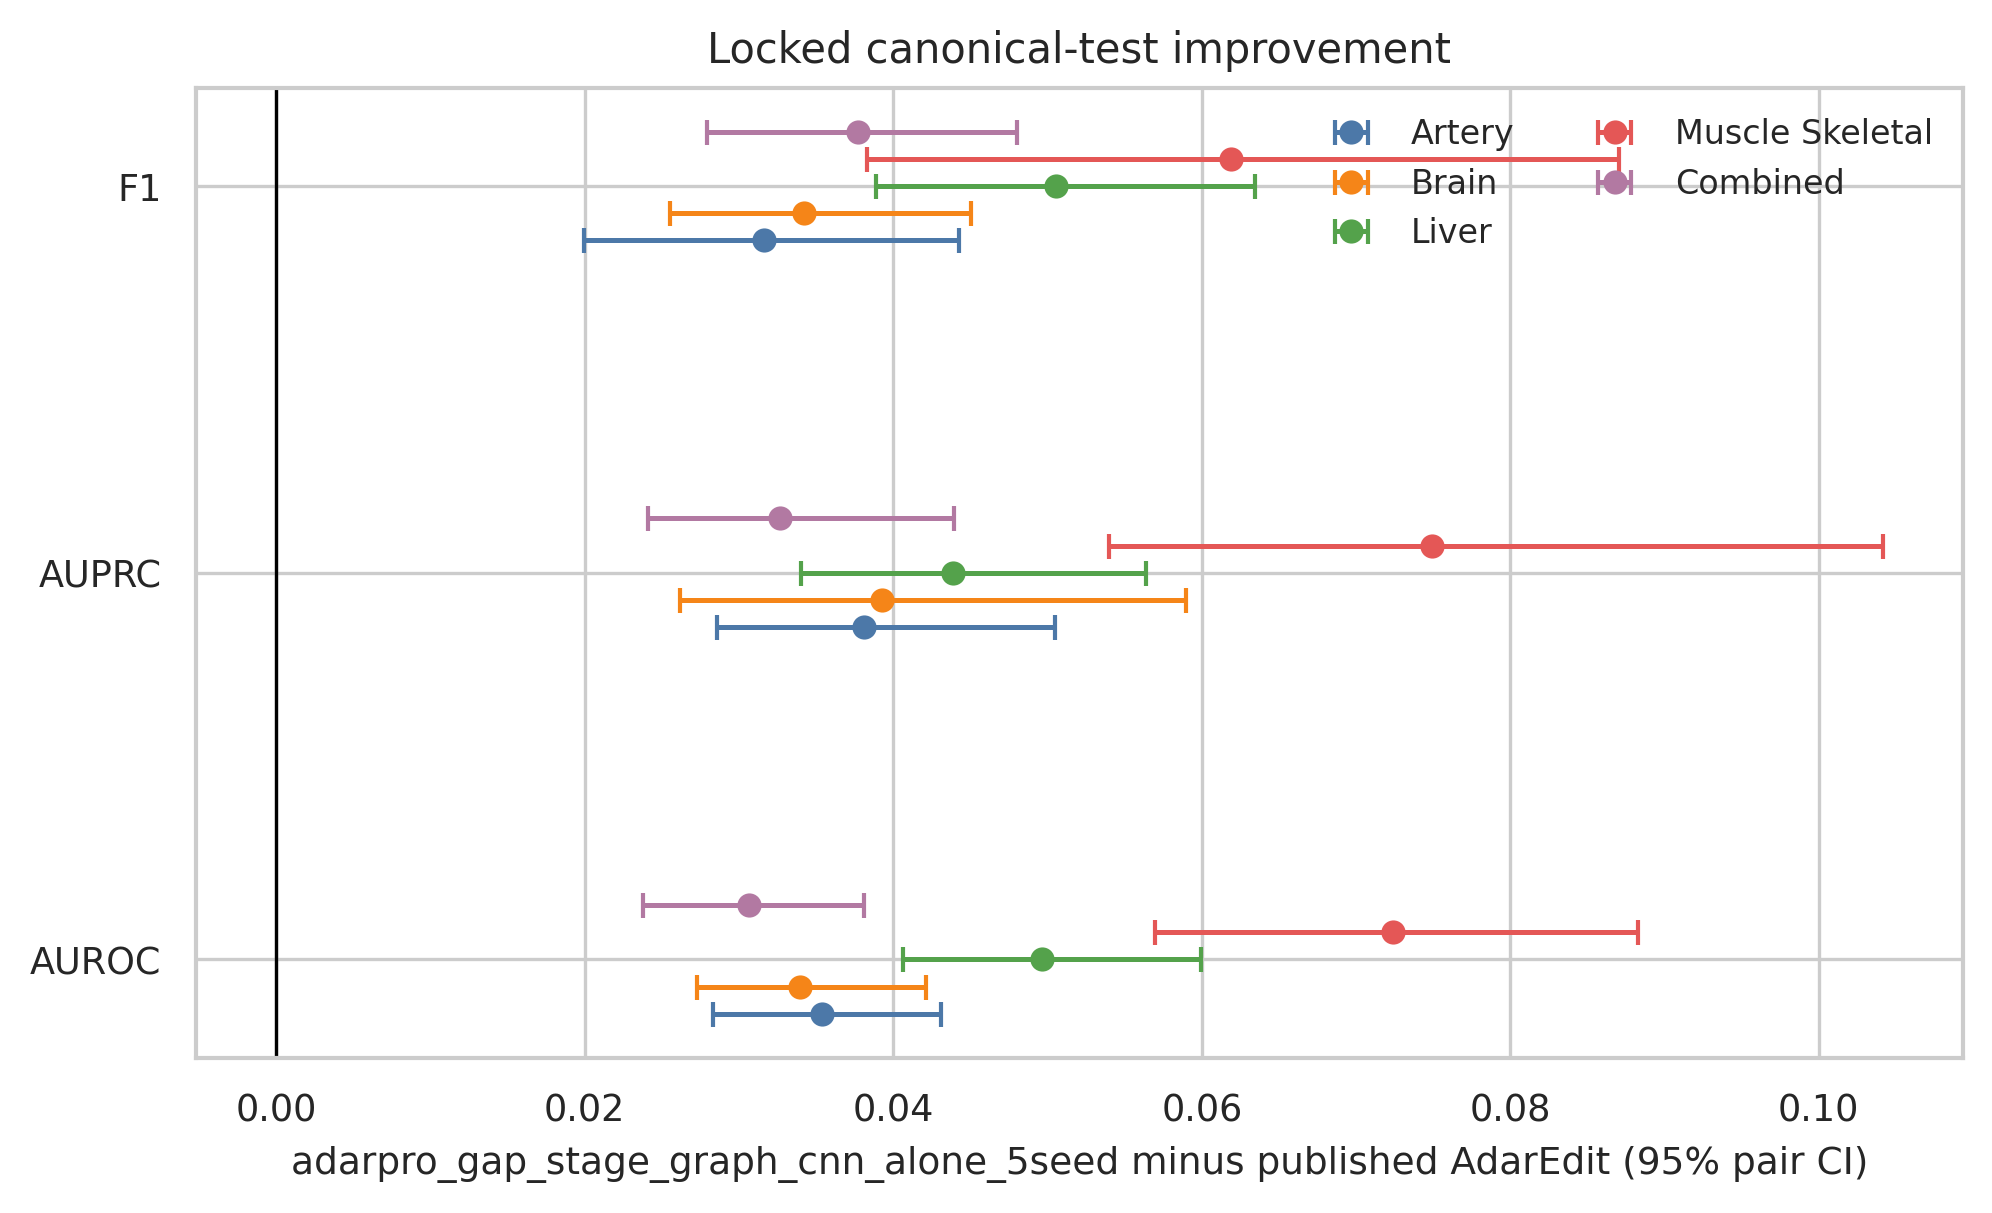 Locked canonical-test improvement
F1
AUPRC
AUROC
Artery
Brain
Liver
Muscle Skeletal
Combined
0.00 0.02 0.04 0.06 0.08 0.10
adarpro_gap_stage_graph_cnn_alone_5seed minus published AdarEdit (95% pair CI)